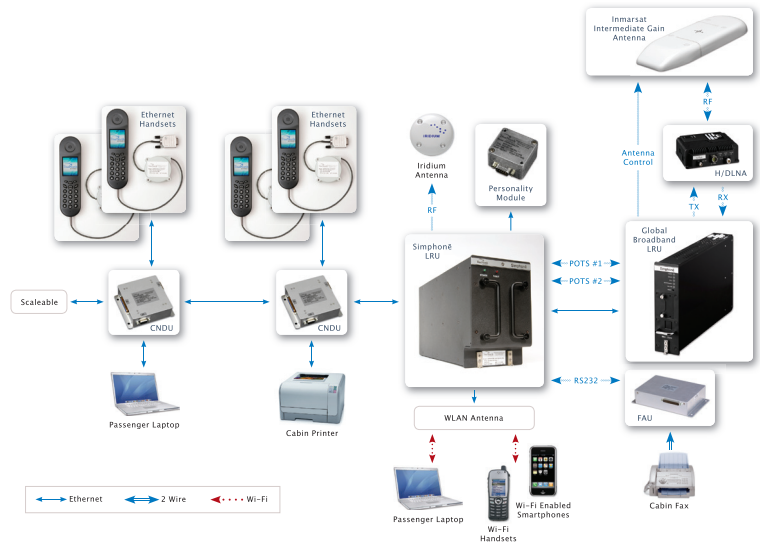 Inmarsat
Intermediate Gain
Antenna
Ethernet
Handsets
Ethernet
Handsets
RF
Antenna
Control
H/DLNA
Iridium
Antenna
Personality
Module
RF
TX
RX
Simphonē
LRU
Global
Broadband
LRU
POTS #1
POTS #2
Scaleable
CNDU
CNDU
RS232
FAU
Passenger Laptop
Cabin Printer
WLAN Antenna
Cabin Fax
Passenger Laptop
Wi-Fi
Handsets
Wi-Fi Enabled
Smartphones
Ethernet
2 Wire
Wi-Fi